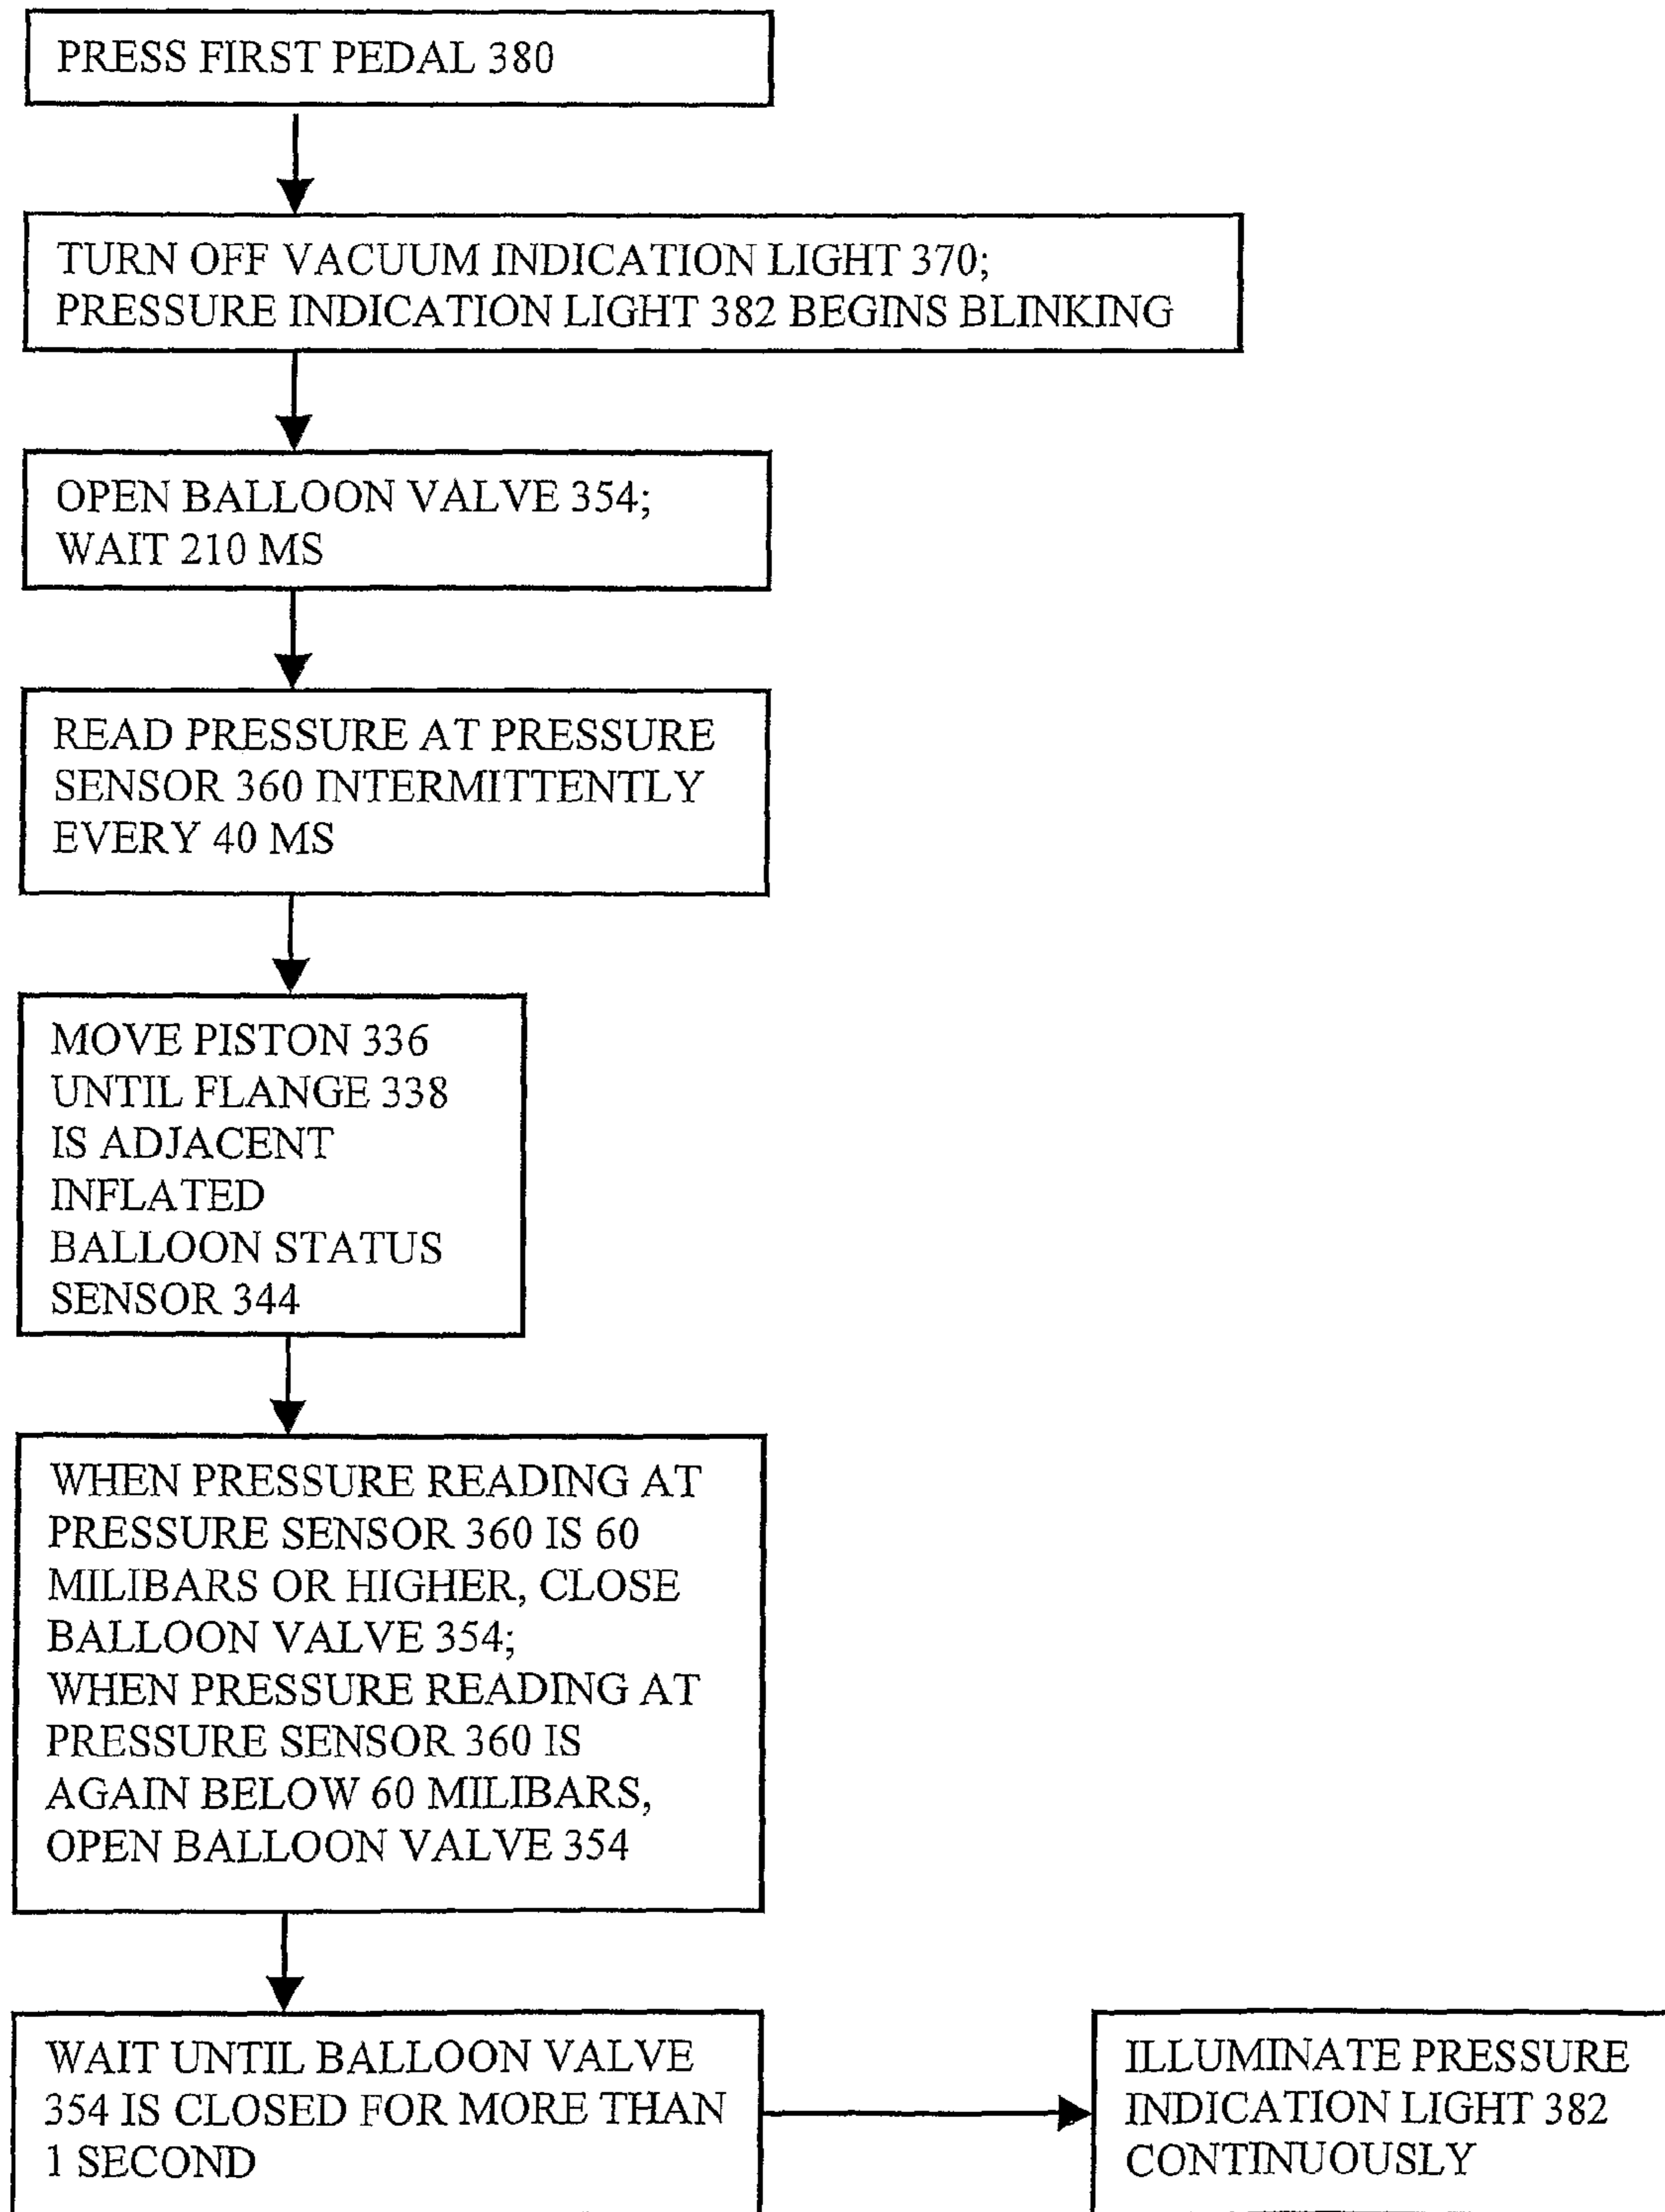 PRESS FIRST PEDAL 380
TURN OFF VACUUM INDICATION LIGHT 370;
PRESSURE INDICATION LIGHT 382 BEGINS BLINKING
OPEN BALLOON VALVE 354;
WAIT 210 MS
READ PRESSURE AT PRESSURE
SENSOR 360 INTERMITTENTLY
EVERY 40 MS
MOVE PISTON 336
UNTIL FLANGE 338
IS ADJACENT
INFLATED
BALLOON STATUS
SENSOR 344
WHEN PRESSURE READING AT
PRESSURE SENSOR 360 IS 60
MILIBARS OR HIGHER, CLOSE
BALLOON VALVE 354;
WHEN PRESSURE READING AT
PRESSURE SENSOR 360 IS
AGAIN BELOW 60 MILIBARS,
OPEN BALLOON VALVE 354
WAIT UNTIL BALLOON VALVE
354 IS CLOSED FOR MORE THAN
1 SECOND
ILLUMINATE PRESSURE
INDICATION LIGHT 382
CONTINUOUSLY